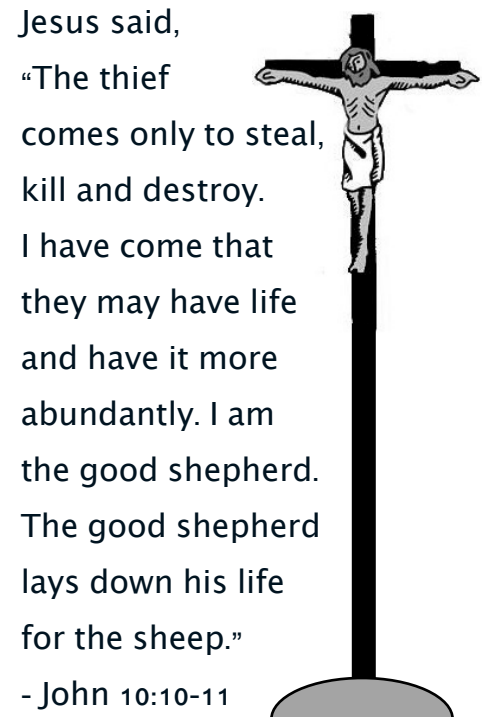 Jesus said,
“The thief
comes only to steal,
kill and destroy.
I have come that
they may have life
and have it more
abundantly. I am
the good shepherd.
The good shepherd
lays down his life
for the sheep.”
- John 10:10-11